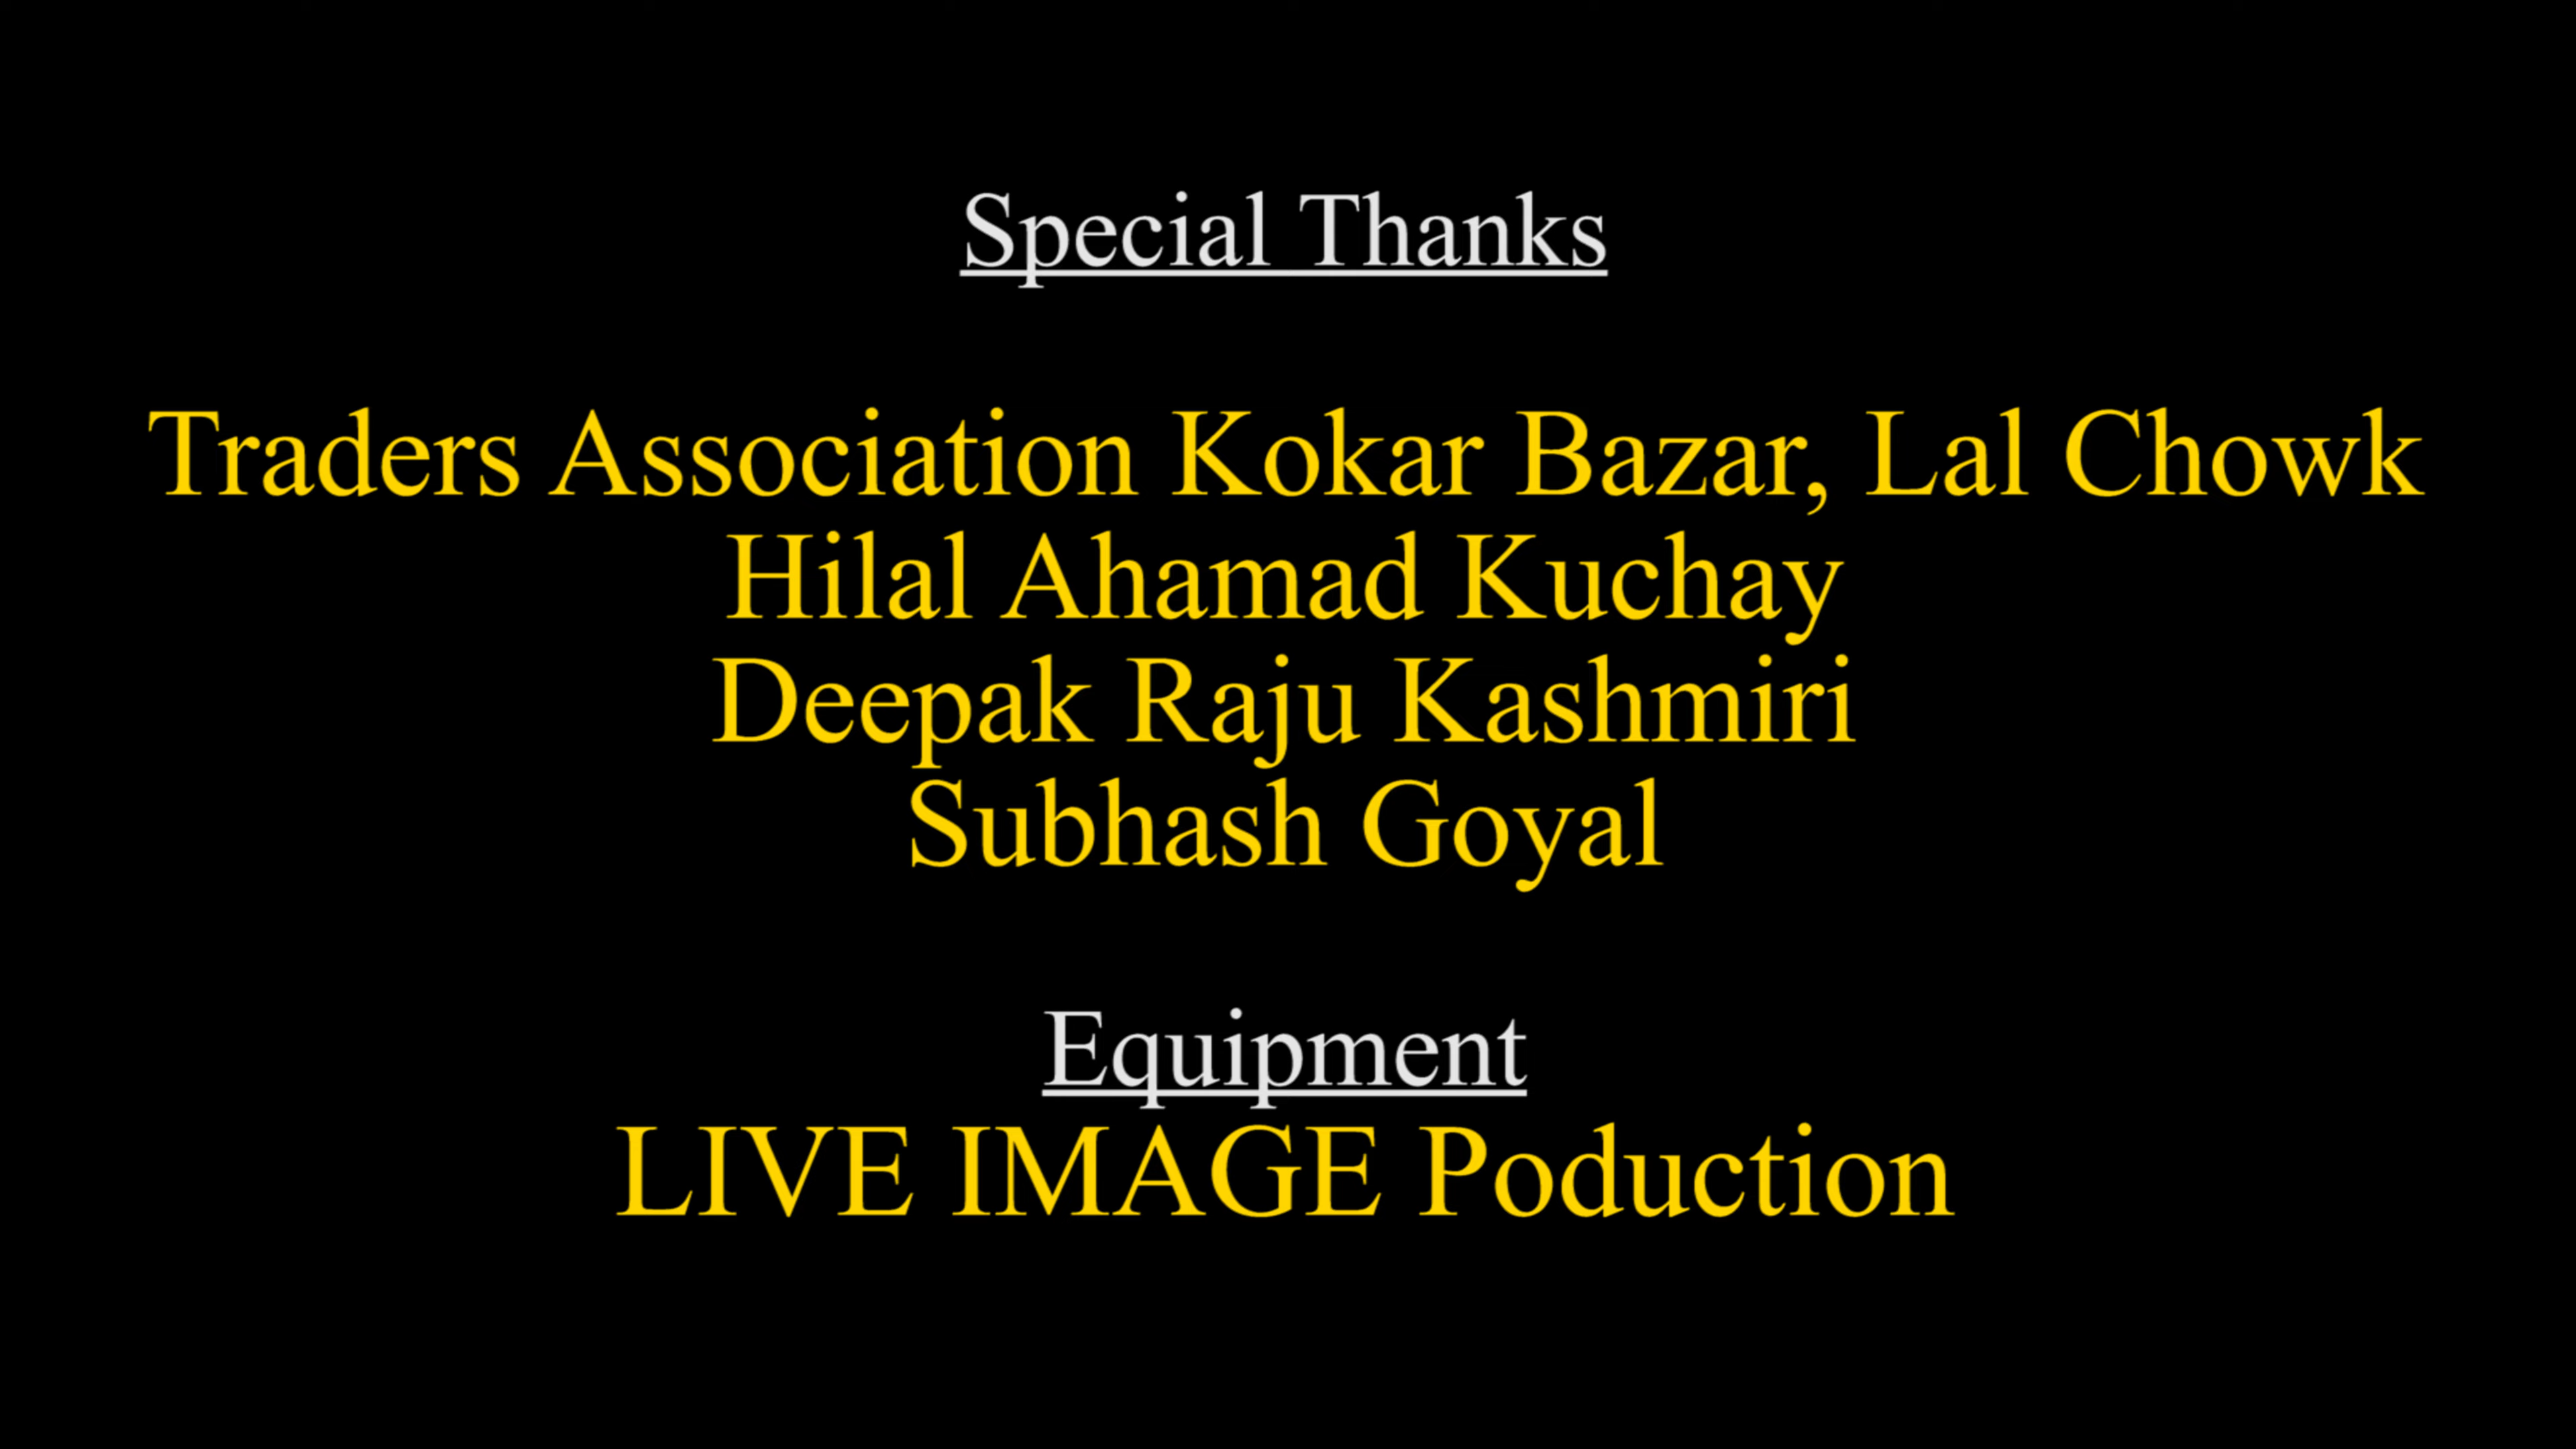 Special Thanks
Traders Association Kokar Bazar, Lal Chowk
Hilal Ahamad Kuchay
Deepak Raju Kashmiri
Subhash Goyal
Equipment
LIVE IMAGE Poduction